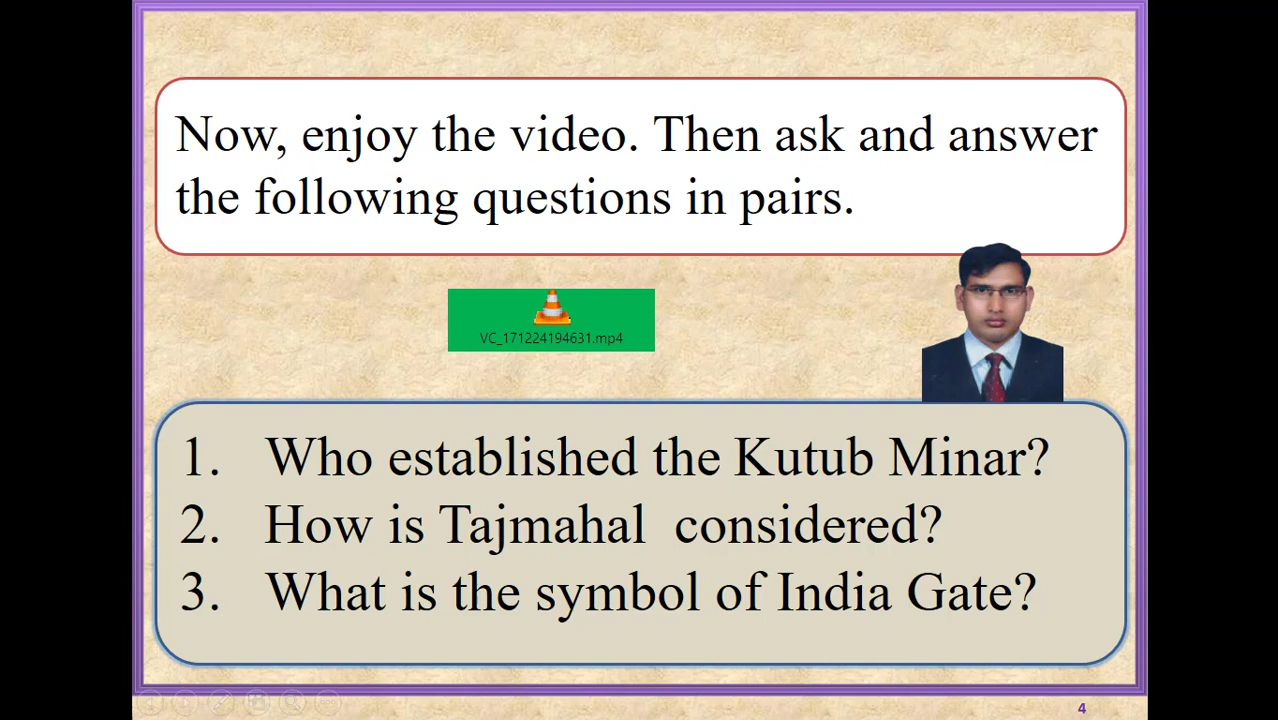 Now, enjoy the video. Then ask and answer
the following questions in pairs.
VC_171224194631.mp4
1. Who established the Kutub Minar?
2. How is Tajmahal considered?
3. What is the symbol of India Gate?
4